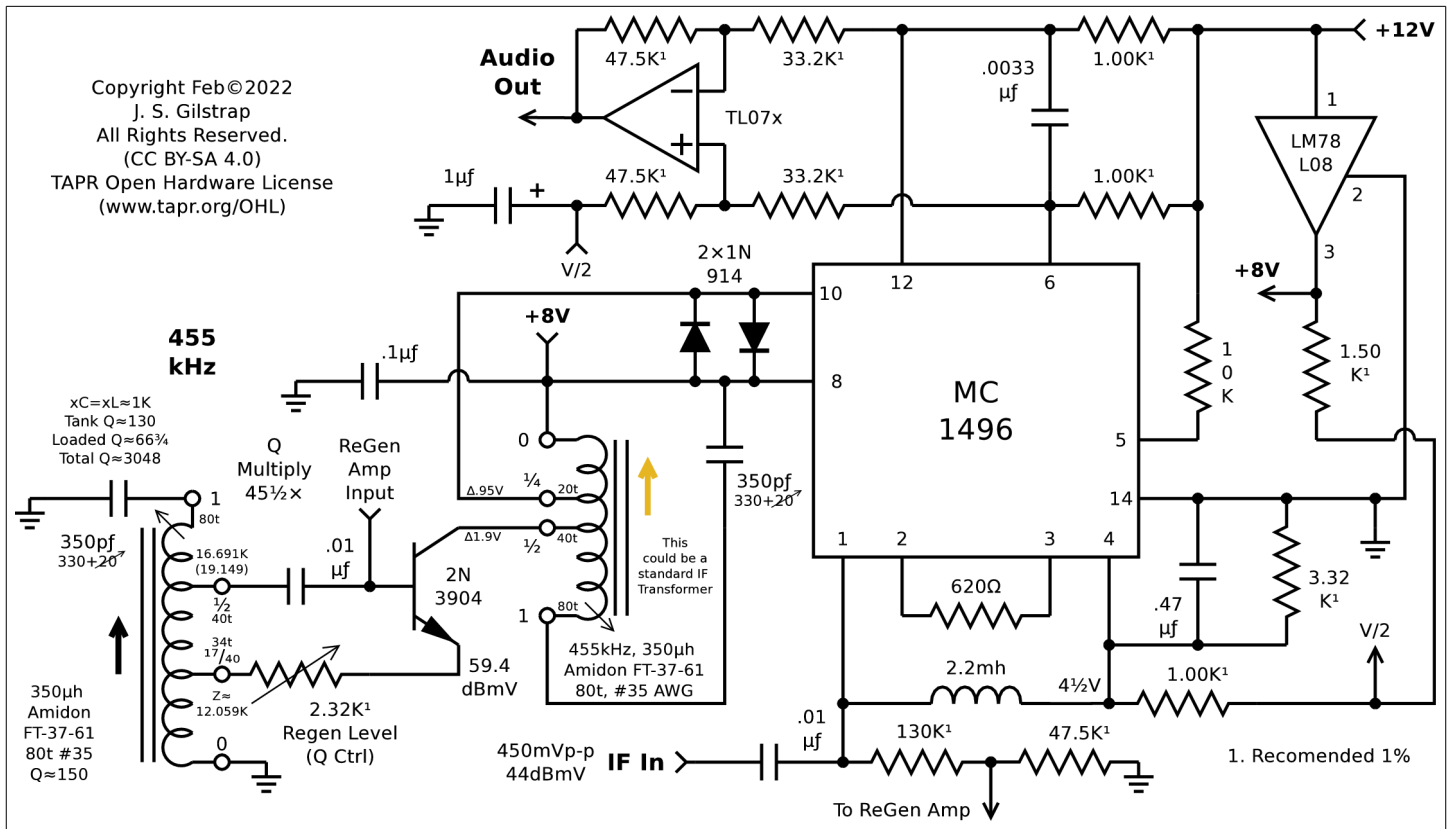 Copyright Feb©2022
J. S. Gilstrap
All Rights Reserved.
(CC BY-SA 4.0)
TAPR Open Hardware License
(www.tapr.org/OHL)
Audio
Out
47.5K¹
33.2K¹
.0033
µƒ
1.00K¹
+12V
TL07x
−
+
1
LM78
L08
2
3
1µƒ
+
47.5K¹
33.2K¹
1.00K¹
V/2
2×1N
914
+8V
10
12
6
+8V
455
kHz
.1µƒ
8
MC
1496
1
0
K
1.50
K¹
xC=xL≈1K
Tank Q≈130
Loaded Q≈66¾
Total Q≈3048
Q
Multiply
45½×
ReGen
Amp
Input
0
¼
20t
Δ.95V
Δ1.9V
½
40t
5
350pƒ
330+20
14
1
80t
350pƒ
330+20
16.691K
(19.149)
½
40t
34t
17/40
Z≈
12.059K
0
.01
µƒ
2N
3904
This
could be a
standard IF
Transformer
1
80t
1
2
3
4
620Ω
.47
µƒ
3.32
K¹
V/2
59.4
dBmV
455kHz, 350µh
Amidon FT-37-61
80t, #35 AWG
2.2mh
4½V
1.00K¹
350µh
Amidon
FT-37-61
80t #35
Q≈150
2.32K¹
Regen Level
(Q Ctrl)
450mVp-p
44dBmV
IF In
.01
µƒ
130K¹
47.5K¹
1. Recomended 1%
To ReGen Amp